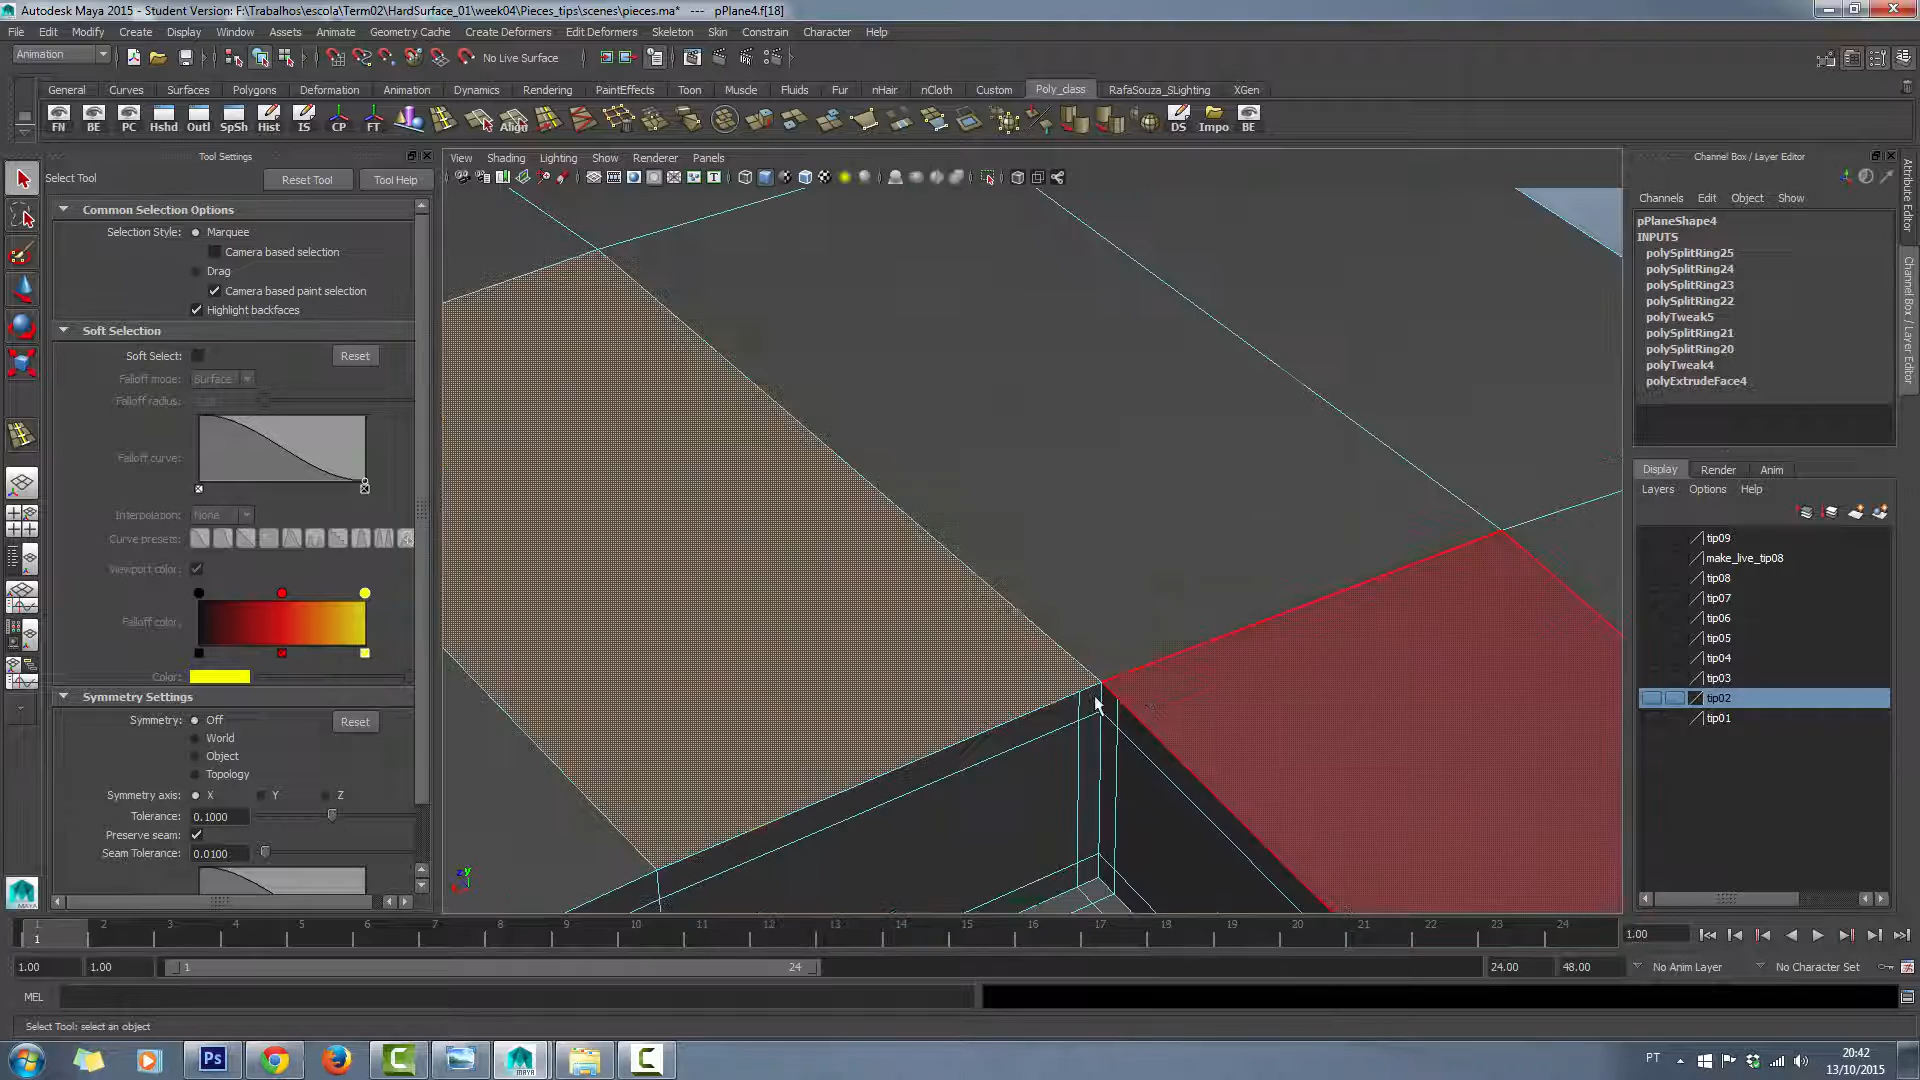 Autodesk Maya 2015 - Student Version: F:\Trabalhos\escola\Term02\HardSurface_01\week04\Pieces_tips\scenes\pieces.ma* --- pPlane4.f[18]
File Edit Modify Create Display Window Assets Animate Geometry Cache Create Deformers Edit Deformers Skeleton Skin Constrain Character Help
Animation No Live Surface
General Curves Surfaces Polygons Deformation Animation Dynamics Rendering PaintEffects Toon Muscle Fluids Fur nHair nCloth Custom Poly_class RafaSouza_SLighting XGen
FN BE PC Hshd Outl SpSh Hist IS CP FT Align DS Impo BE
Tool Settings
Select Tool Reset Tool Tool Help
Common Selection Options
Selection Style: Marquee
Camera based selection
Drag
Camera based paint selection
Highlight backfaces
Soft Selection
Soft Select: Reset
Falloff mode: Surface
Falloff radius:
Falloff curve:
Interpolation: None
Curve presets:
Viewport color:
Falloff color:
Color:
Symmetry Settings
Symmetry: Off Reset
World
Object
Topology
Symmetry axis: X Y Z
Tolerance: 0.1000
Preserve seam:
Seam Tolerance: 0.0100
View Shading Lighting Show Renderer Panels
Channel Box / Layer Editor
Channels Edit Object Show
pPlaneShape4
INPUTS
polySplitRing25
polySplitRing24
polySplitRing23
polySplitRing22
polyTweak5
polySplitRing21
polySplitRing20
polyTweak4
polyExtrudeFace4
Display Render Anim
Layers Options Help
tip09
make_live_tip08
tip08
tip07
tip06
tip05
tip04
tip03
tip02
tip01
Attribute Editor
Channel Box / Layer Editor
1 2 3 4 5 6 7 8 9 10 11 12 13 14 15 16 17 18 19 20 21 22 23 24
1 1.00
1.00 1.00 1 24 24.00 48.00 No Anim Layer No Character Set
MEL
Select Tool: select an object
Ps MAYA PT 20:42
13/10/2015